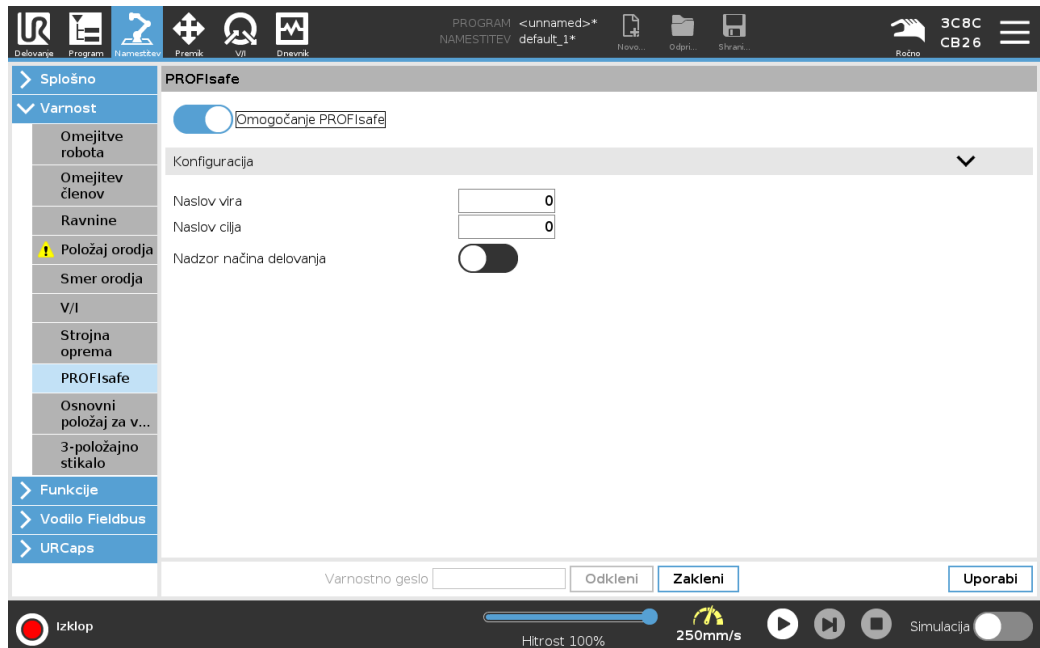 UR
Delovanje
Program
Namestitev
Premik
V/I
Dnevnik
PROGRAM <unnamed>*
NAMESTITEV default_1*
Novo...
Odpri...
Shrani...
Ročno
3C8C
CB26
Splošno
Varnost
Omejitve
robota
Omejitev
členov
Ravnine
Položaj orodja
Smer orodja
V/I
Strojna
oprema
PROFIsafe
Osnovni
položaj za v...
3-položajno
stikalo
Funkcije
Vodilo Fieldbus
URCaps
PROFIsafe
Omogočanje PROFIsafe
Konfiguracija
Naslov vira 0
Naslov cilja 0
Nadzor načina delovanja
Varnostno geslo
Odkleni
Zakleni
Uporabi
Izklop
Hitrost 100%
250mm/s
Simulacija